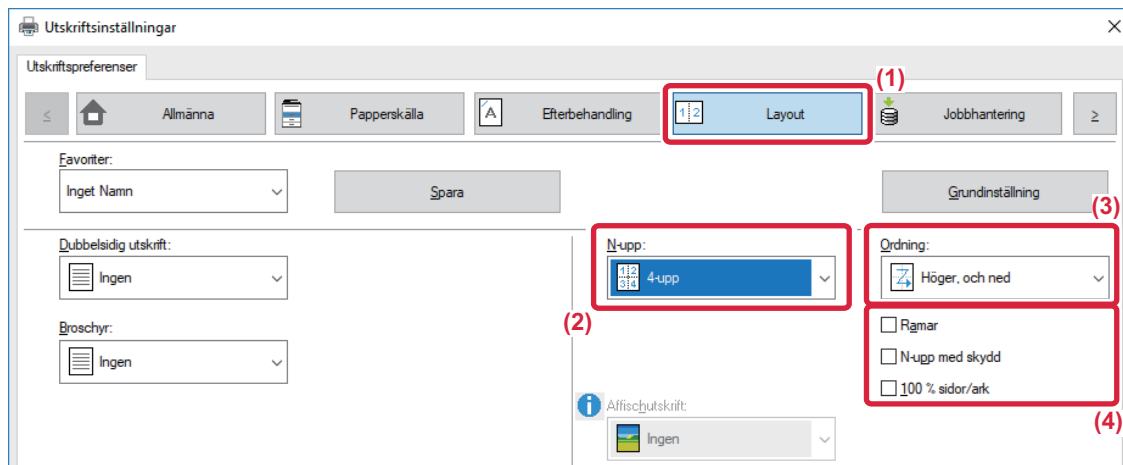 Utskriftsinställningar
Utskriftspreferenser
(1)
< Allmänna Papperskälla Efterbehandling Layout Jobbhantering >
Favoriter:
Inget Namn Spara Grundinställning
(3)
Dubbelsidig utskrift: N-upp: Ordning:
Ingen 4-upp Höger, och ned
(2)
Ramar
Broschyr:
Ingen N-upp med skydd
100 % sidor/ark
Affischutskrift:
(4)
Ingen